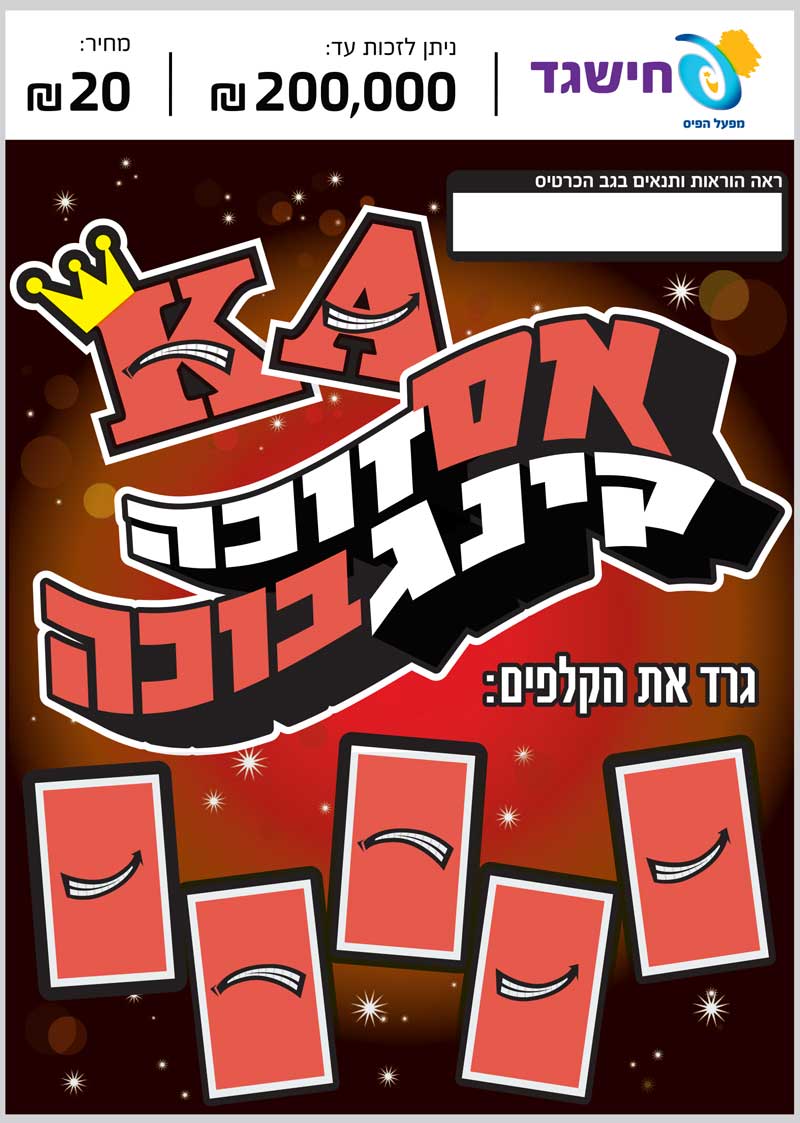 חישגד
מפעל הפיס
ניתן לזכות עד:
200,000 ₪
מחיר:
20 ₪
ראה הוראות ותנאים בגב הכרטיס
KA
אס זוכה
קינג בוכה
גרד את הקלפים: